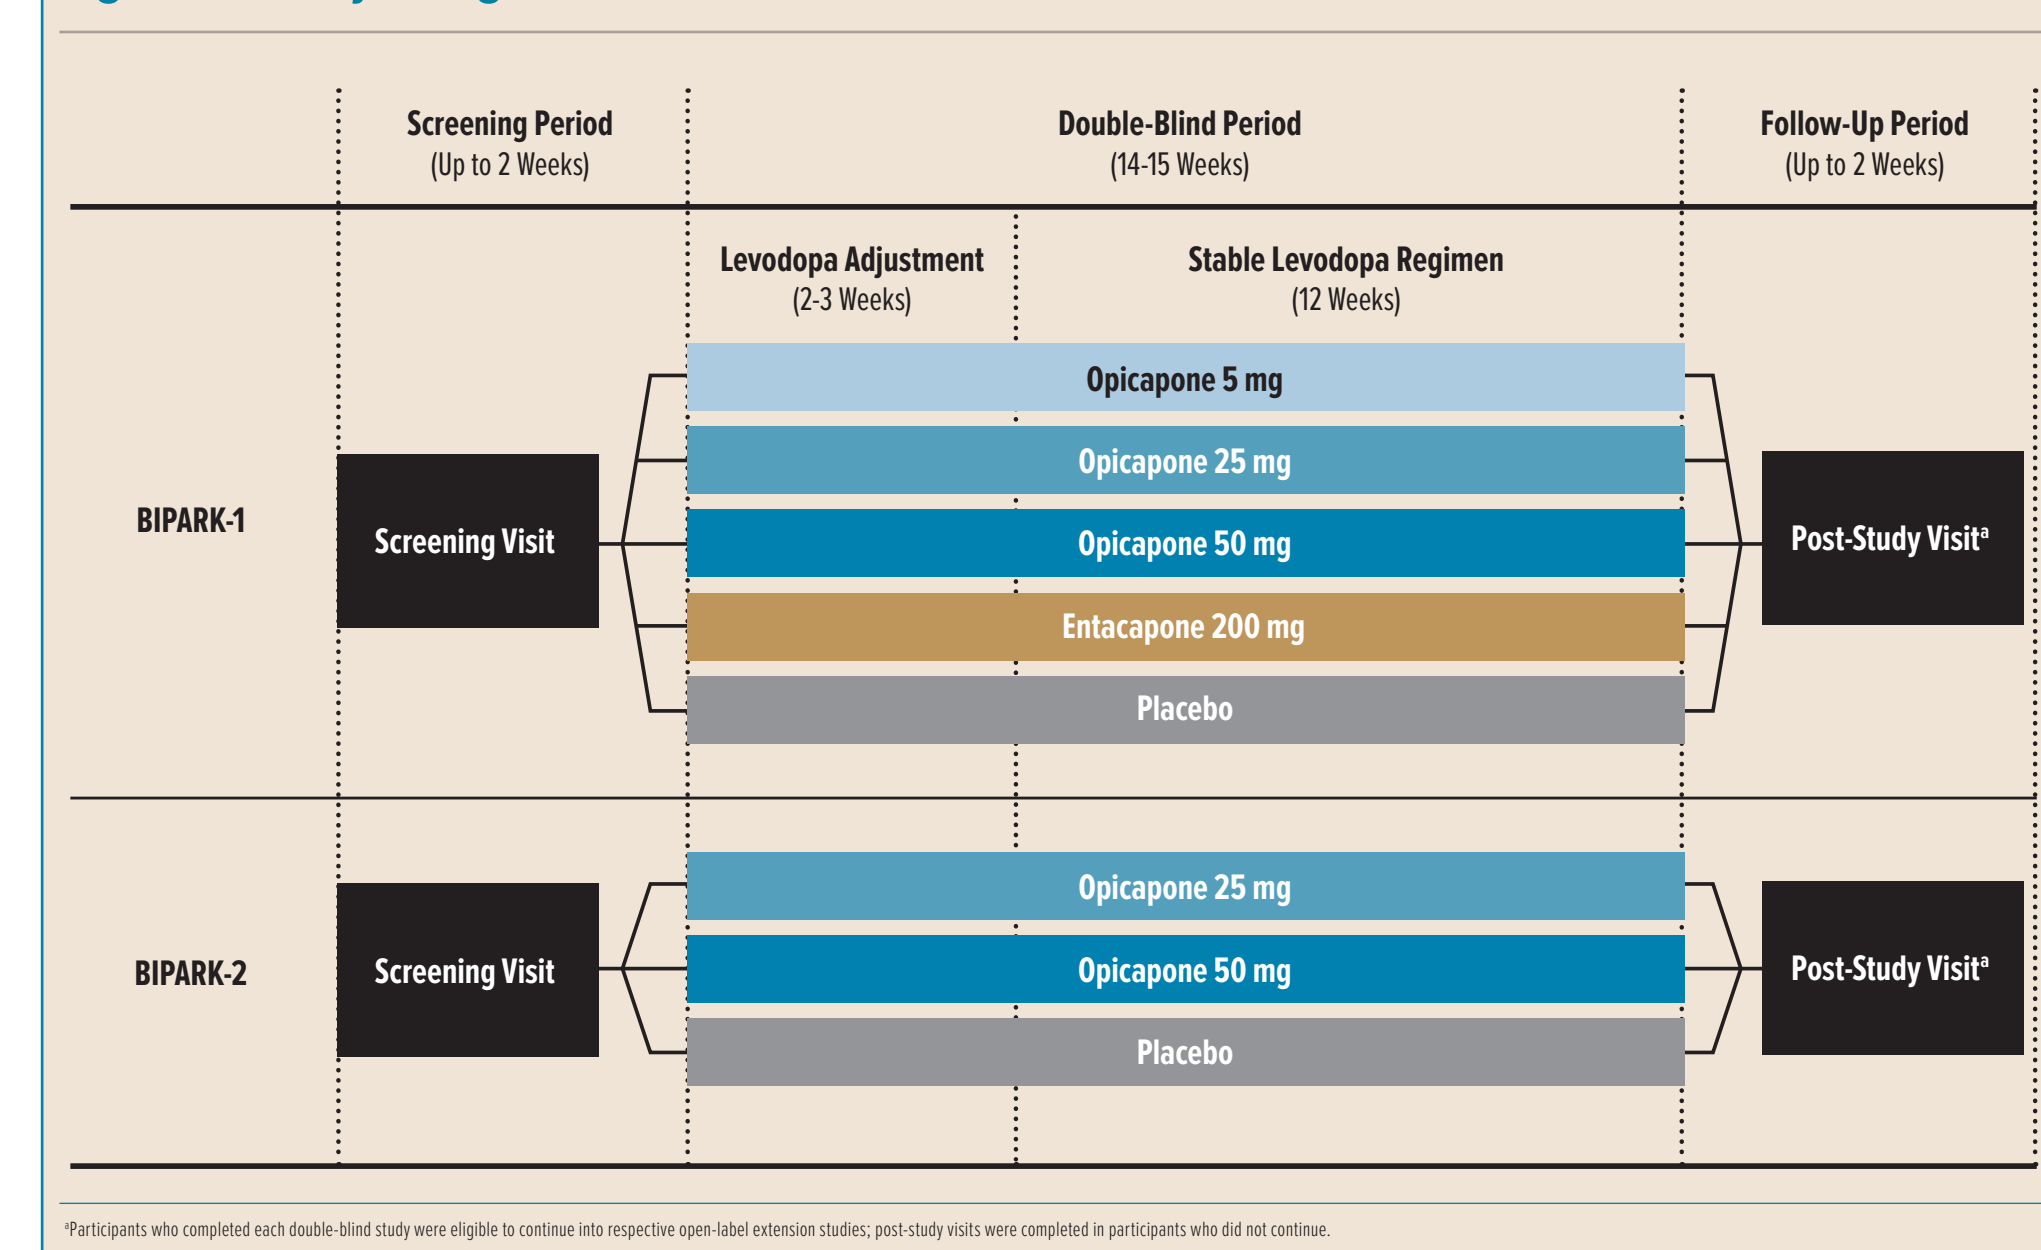 Screening Period
(Up to 2 Weeks)
Double-Blind Period
(14-15 Weeks)
Follow-Up Period
(Up to 2 Weeks)
Levodopa Adjustment
(2-3 Weeks)
Stable Levodopa Regimen
(12 Weeks)
BIPARK-1
Screening Visit
Opicapone 5 mg
Opicapone 25 mg
Opicapone 50 mg
Entacapone 200 mg
Placebo
Post-Study Visitᵃ
BIPARK-2
Screening Visit
Opicapone 25 mg
Opicapone 50 mg
Placebo
Post-Study Visitᵃ
ᵃParticipants who completed each double-blind study were eligible to continue into respective open-label extension studies; post-study visits were completed in participants who did not continue.